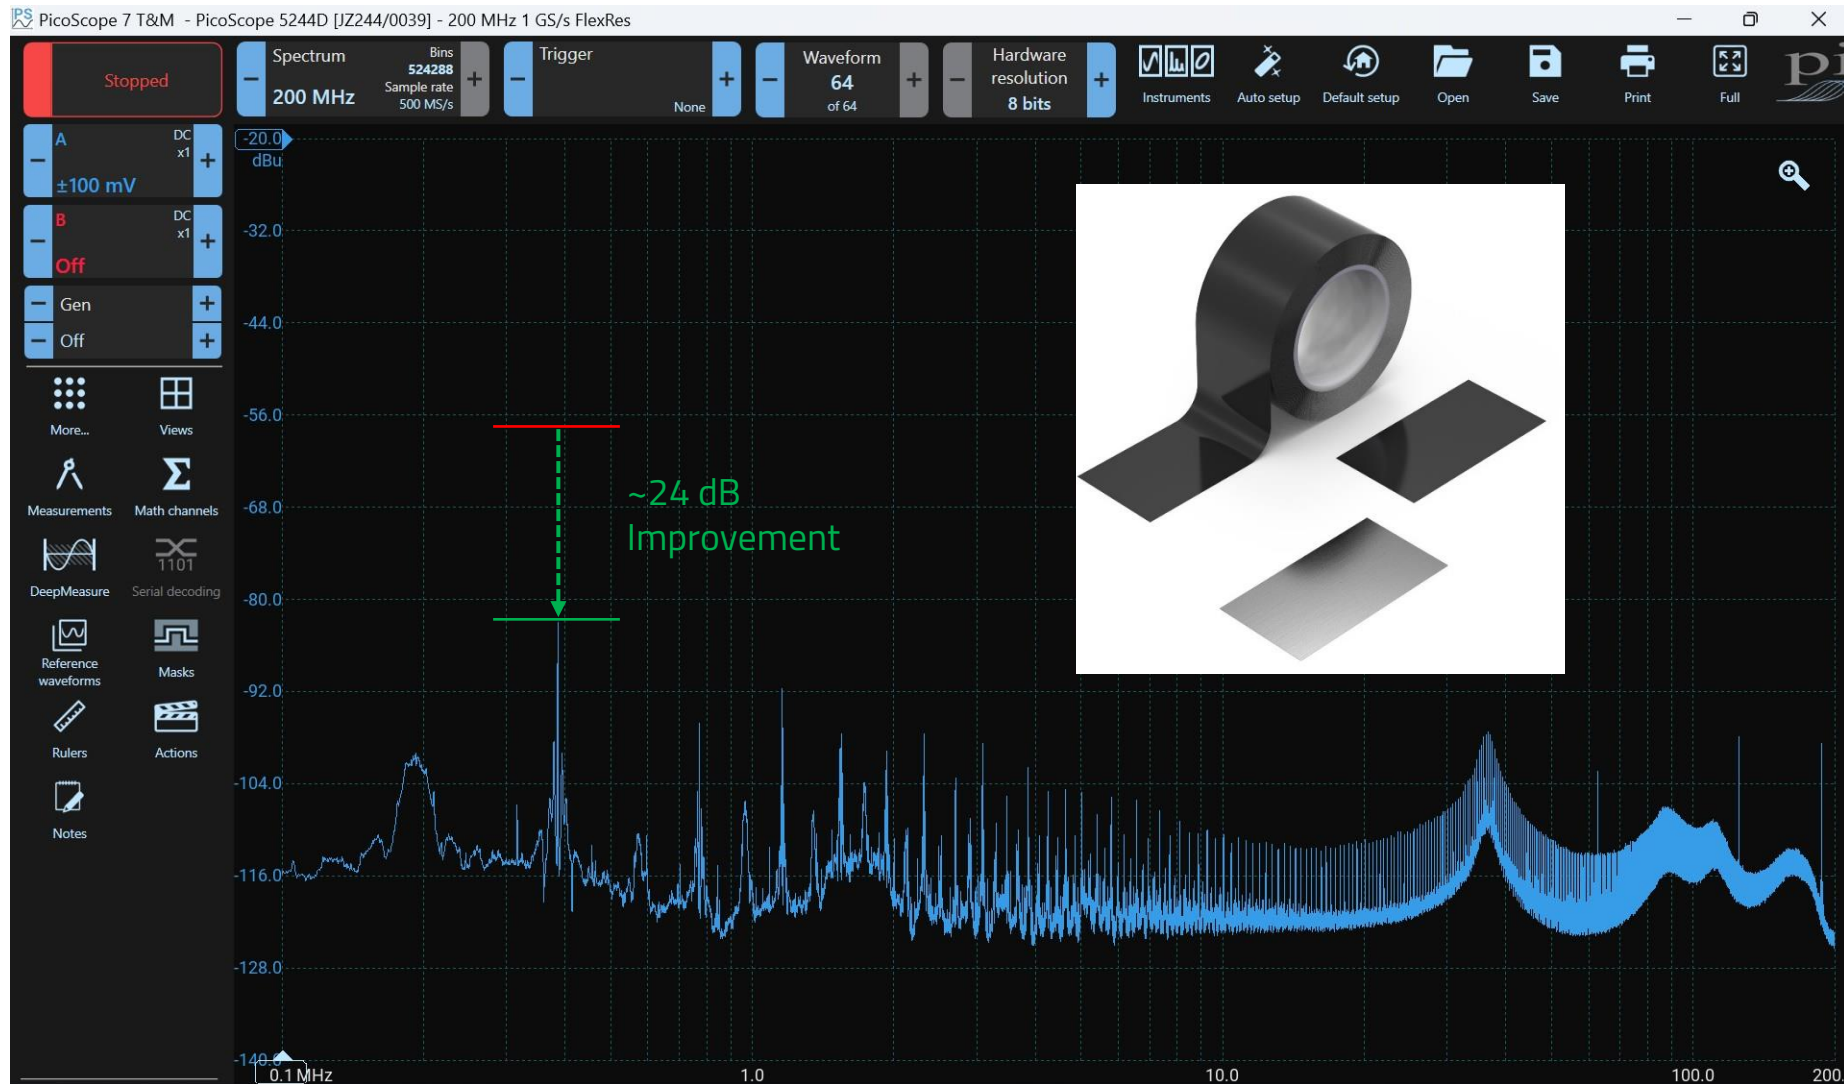 PicoScope 7 T&M - PicoScope 5244D [JZ244/0039] - 200 MHz 1 GS/s FlexRes
Stopped
Spectrum
200 MHz
Bins
524288
Sample rate
500 MS/s
Trigger
None
Waveform
64
of 64
Hardware
resolution
8 bits
Instruments
Auto setup
Default setup
Open
Save
Print
Full
A
DC
x1
±100 mV
B
DC
x1
Off
Gen
Off
More...
Views
Measurements
Math channels
DeepMeasure
1101
Serial decoding
Reference
waveforms
Masks
Rulers
Actions
Notes
-20.0
dBu
-32.0
-44.0
-56.0
-68.0
-80.0
-92.0
-104.0
-116.0
-128.0
-140.0
~24 dB
Improvement
0.1 MHz
1.0
10.0
100.0
200